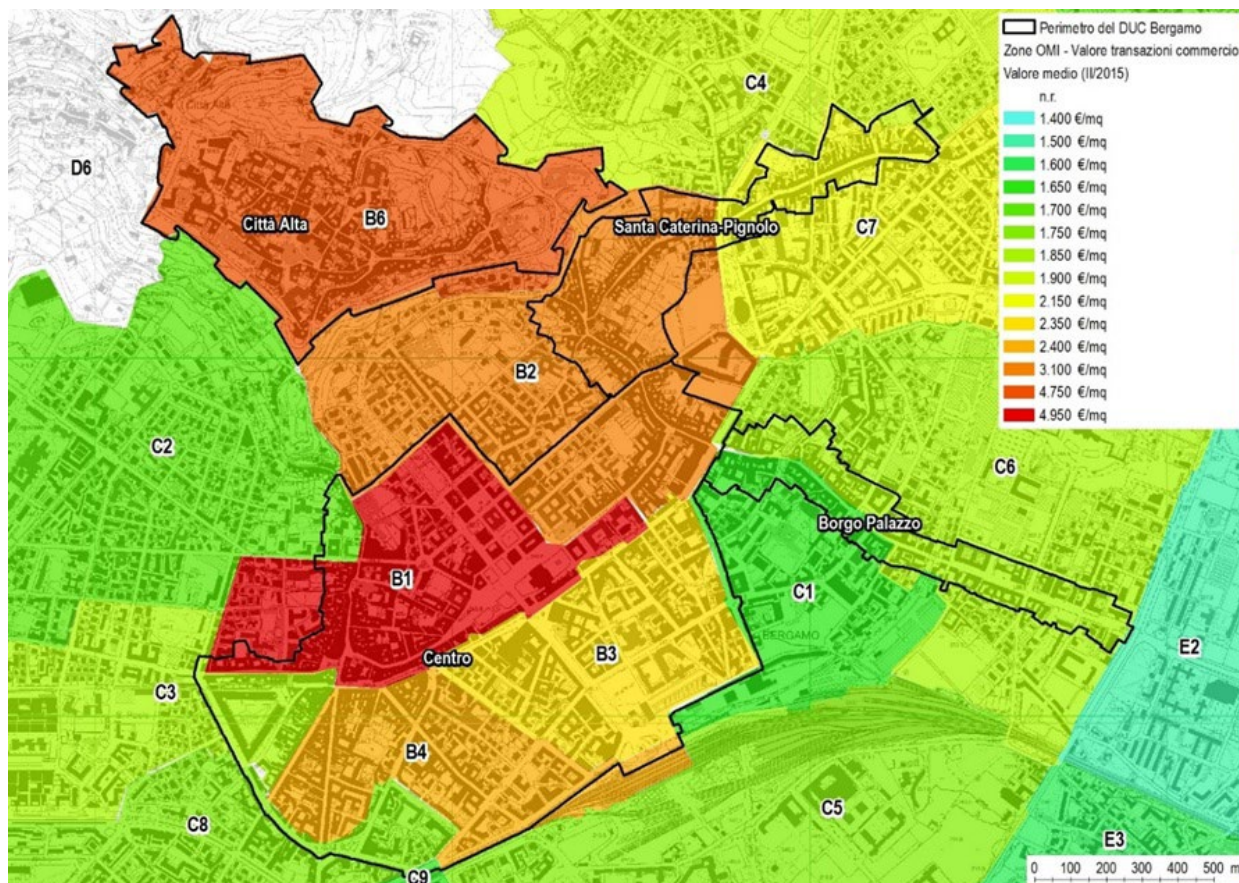 Perimetro del DUC Bergamo
Zone OMI - Valore transazioni commercio
Valore medio (II/2015)
n.r.
1.400 €/mq
1.500 €/mq
1.600 €/mq
1.650 €/mq
1.700 €/mq
1.750 €/mq
1.850 €/mq
1.900 €/mq
2.150 €/mq
2.350 €/mq
2.400 €/mq
3.100 €/mq
4.750 €/mq
4.950 €/mq
C4
D6
Città Alta
B6
Santa Caterina-Pignolo
C7
B2
C2
C6
Borgo Palazzo
B1
C1
BERGAMO
Centro
B3
E2
C3
B4
C5
C8
E3
C9
0 100 200 300 400 500 m